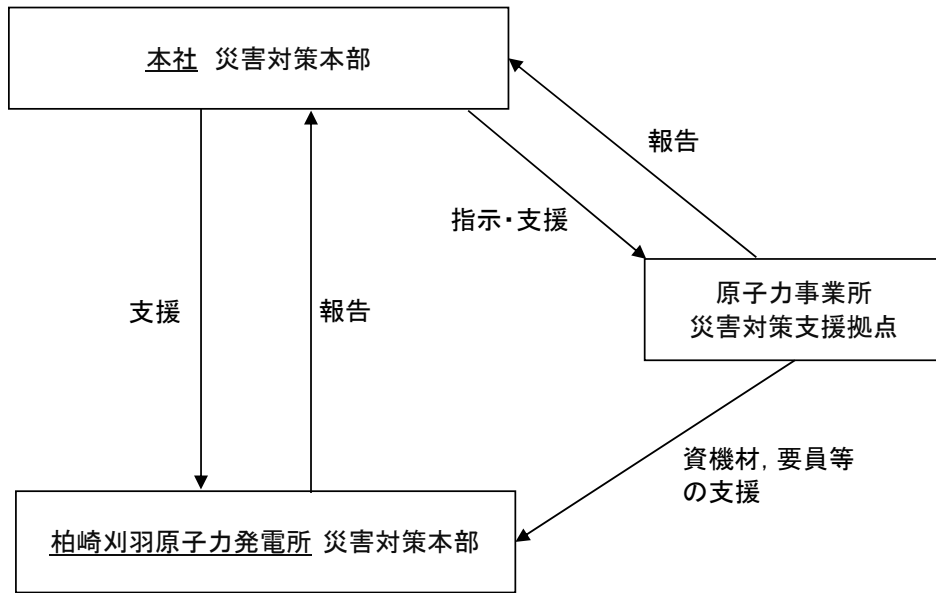 本社 災害対策本部
報告
指示・支援
原子力事業所
災害対策支援拠点
支援
報告
資機材，要員等
の支援
柏崎刈羽原子力発電所 災害対策本部